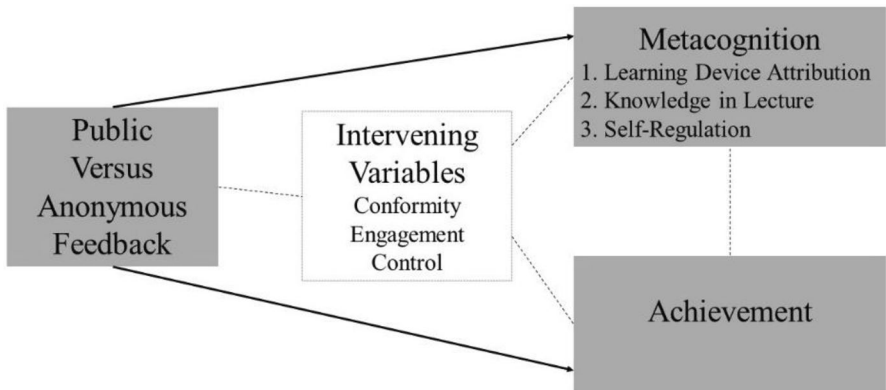 Public
Versus
Anonymous
Feedback
Intervening
Variables
Conformity
Engagement
Control
Metacognition
1. Learning Device Attribution
2. Knowledge in Lecture
3. Self-Regulation
Achievement